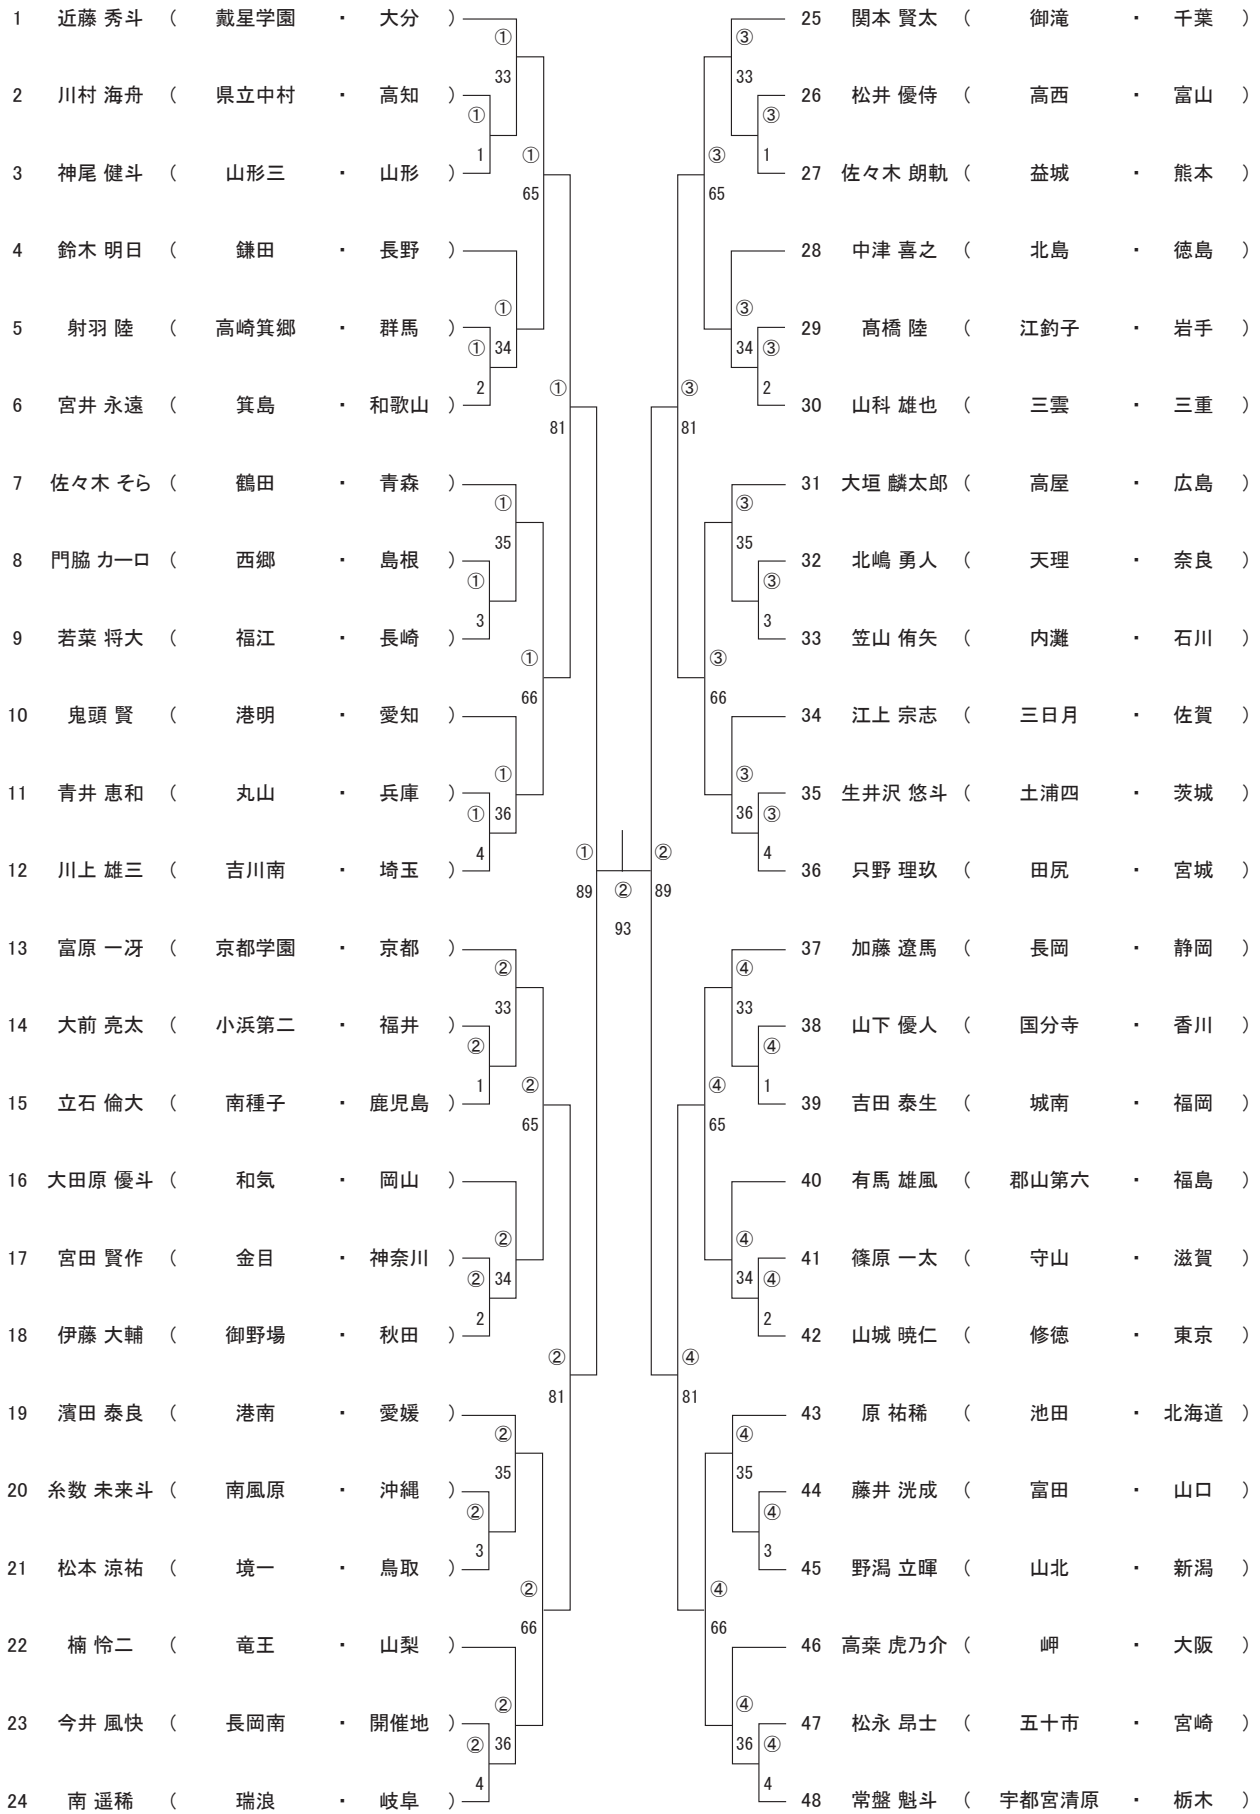 1 近藤 秀斗 ( 戴星学園 ・ 大分 )
①
33
2 川村 海舟 ( 県立中村 ・ 高知 )
①
1
3 神尾 健斗 ( 山形三 ・ 山形 )
①
65
4 鈴木 明日 ( 鎌田 ・ 長野 )
①
34
5 射羽 陸 ( 高崎箕郷 ・ 群馬 )
①
2
6 宮井 永遠 ( 箕島 ・ 和歌山 )
①
81
7 佐々木 そら ( 鶴田 ・ 青森 )
①
35
8 門脇 カーロ ( 西郷 ・ 島根 )
①
3
9 若菜 将大 ( 福江 ・ 長崎 )
①
66
10 鬼頭 賢 ( 港明 ・ 愛知 )
①
36
11 青井 恵和 ( 丸山 ・ 兵庫 )
①
4
12 川上 雄三 ( 吉川南 ・ 埼玉 )
①
89
13 富原 一冴 ( 京都学園 ・ 京都 )
②
33
14 大前 亮太 ( 小浜第二 ・ 福井 )
②
1
15 立石 倫大 ( 南種子 ・ 鹿児島 )
②
65
16 大田原 優斗 ( 和気 ・ 岡山 )
②
34
17 宮田 賢作 ( 金目 ・ 神奈川 )
②
2
18 伊藤 大輔 ( 御野場 ・ 秋田 )
②
81
19 濱田 泰良 ( 港南 ・ 愛媛 )
②
35
20 糸数 未来斗 ( 南風原 ・ 沖縄 )
②
3
21 松本 涼祐 ( 境一 ・ 鳥取 )
②
66
22 楠 怜二 ( 竜王 ・ 山梨 )
②
36
23 今井 風快 ( 長岡南 ・ 開催地 )
②
4
24 南 遥稀 ( 瑞浪 ・ 岐阜 )
②
93
25 関本 賢太 ( 御滝 ・ 千葉 )
③
33
26 松井 優侍 ( 高西 ・ 富山 )
③
1
27 佐々木 朗軌 ( 益城 ・ 熊本 )
③
65
28 中津 喜之 ( 北島 ・ 徳島 )
③
34
29 髙橋 陸 ( 江釣子 ・ 岩手 )
③
2
30 山科 雄也 ( 三雲 ・ 三重 )
③
81
31 大垣 麟太郎 ( 高屋 ・ 広島 )
③
35
32 北嶋 勇人 ( 天理 ・ 奈良 )
③
3
33 笠山 侑矢 ( 内灘 ・ 石川 )
③
66
34 江上 宗志 ( 三日月 ・ 佐賀 )
③
36
35 生井沢 悠斗 ( 土浦四 ・ 茨城 )
③
4
36 只野 理玖 ( 田尻 ・ 宮城 )
②
89
37 加藤 遼馬 ( 長岡 ・ 静岡 )
④
33
38 山下 優人 ( 国分寺 ・ 香川 )
④
1
39 吉田 泰生 ( 城南 ・ 福岡 )
④
65
40 有馬 雄風 ( 郡山第六 ・ 福島 )
④
34
41 篠原 一太 ( 守山 ・ 滋賀 )
④
2
42 山城 暁仁 ( 修徳 ・ 東京 )
④
81
43 原 祐稀 ( 池田 ・ 北海道 )
④
35
44 藤井 洸成 ( 富田 ・ 山口 )
④
3
45 野潟 立暉 ( 山北 ・ 新潟 )
④
66
46 高桒 虎乃介 ( 岬 ・ 大阪 )
④
36
47 松永 昂士 ( 五十市 ・ 宮崎 )
④
4
48 常盤 魁斗 ( 宇都宮清原 ・ 栃木 )